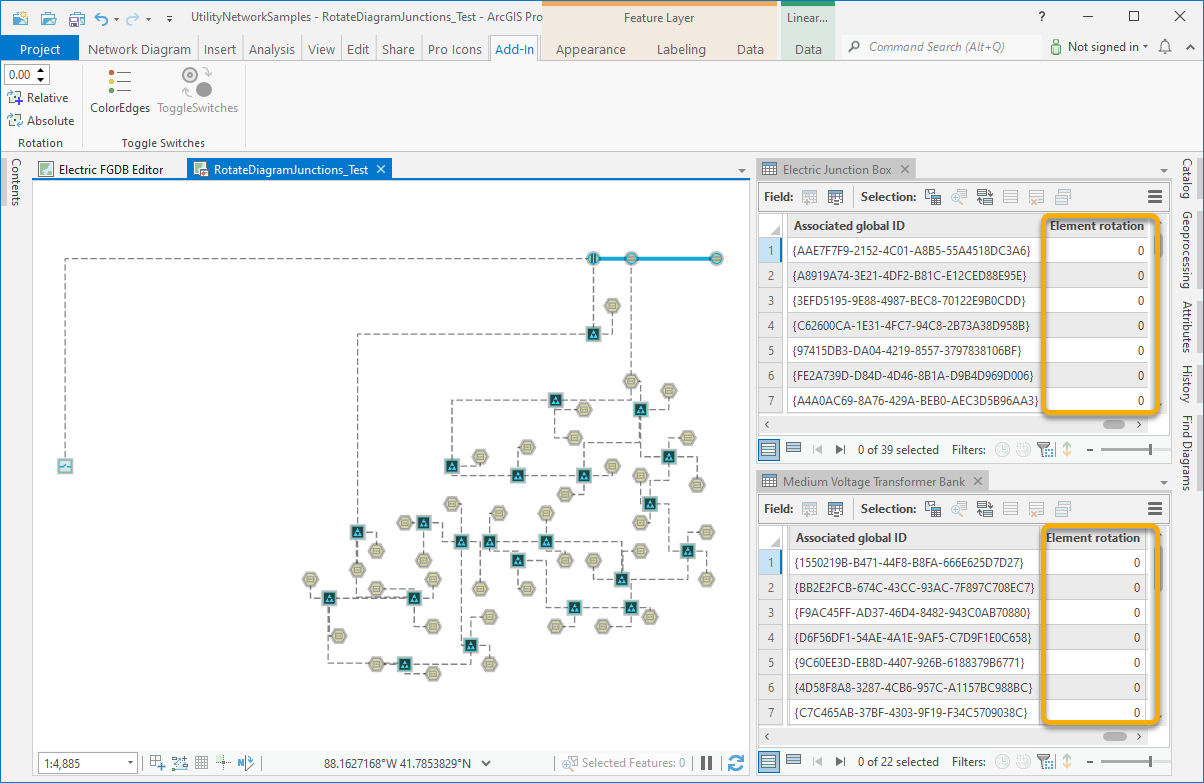 UtilityNetworkSamples - RotateDiagramJunctions_Test - ArcGIS Pro
Feature Layer
Linear...
?
Project
Network Diagram
Insert
Analysis
View
Edit
Share
Pro Icons
Add-In
Appearance
Labeling
Data
Data
Command Search (Alt+Q)
Not signed in
0.00
Relative
Absolute
Rotation
ColorEdges
ToggleSwitches
Toggle Switches
Contents
Electric FGDB Editor
RotateDiagramJunctions_Test
1:4,885
88.1627168°W 41.7853829°N
Selected Features: 0
Electric Junction Box
Field:
Selection:
Associated global ID Element rotation
1 {AAE7F7F9-2152-4C01-A8B5-55A4518DC3A6} 0
2 {A8919A74-3E21-4DF2-B81C-E12CED88E95E} 0
3 {3EFD5195-9E88-4987-BEC8-70122E9B0CDD} 0
4 {C62600CA-1E31-4FC7-94C8-2B73A38D958B} 0
5 {97415DB3-DA04-4219-8557-3797838106BF} 0
6 {FE2A739D-D84D-4D46-8B1A-D9B4D969D006} 0
7 {A4A0AC69-8A76-429A-BEB0-AEC3D5B96AA3} 0
0 of 39 selected
Filters:
Medium Voltage Transformer Bank
Field:
Selection:
Associated global ID Element rotation
1 {1550219B-B471-44F8-B8FA-666E625D7D27} 0
2 {BB2E2FCB-674C-43CC-93AC-7F897C708EC7} 0
3 {F9AC45FF-AD37-46D4-8482-943C0AB70880} 0
4 {D6F56DF1-54AE-4A1E-9AF5-C7D9F1E0C658} 0
5 {9C60EE3D-EB8D-4407-926B-6188379B6771} 0
6 {4D58F8A8-3287-4CB6-957C-A1157BC988BC} 0
7 {C7C465AB-37BF-4303-9F19-F34C5709038C} 0
0 of 22 selected
Filters:
Catalog
Geoprocessing
Attributes
History
Find Diagrams